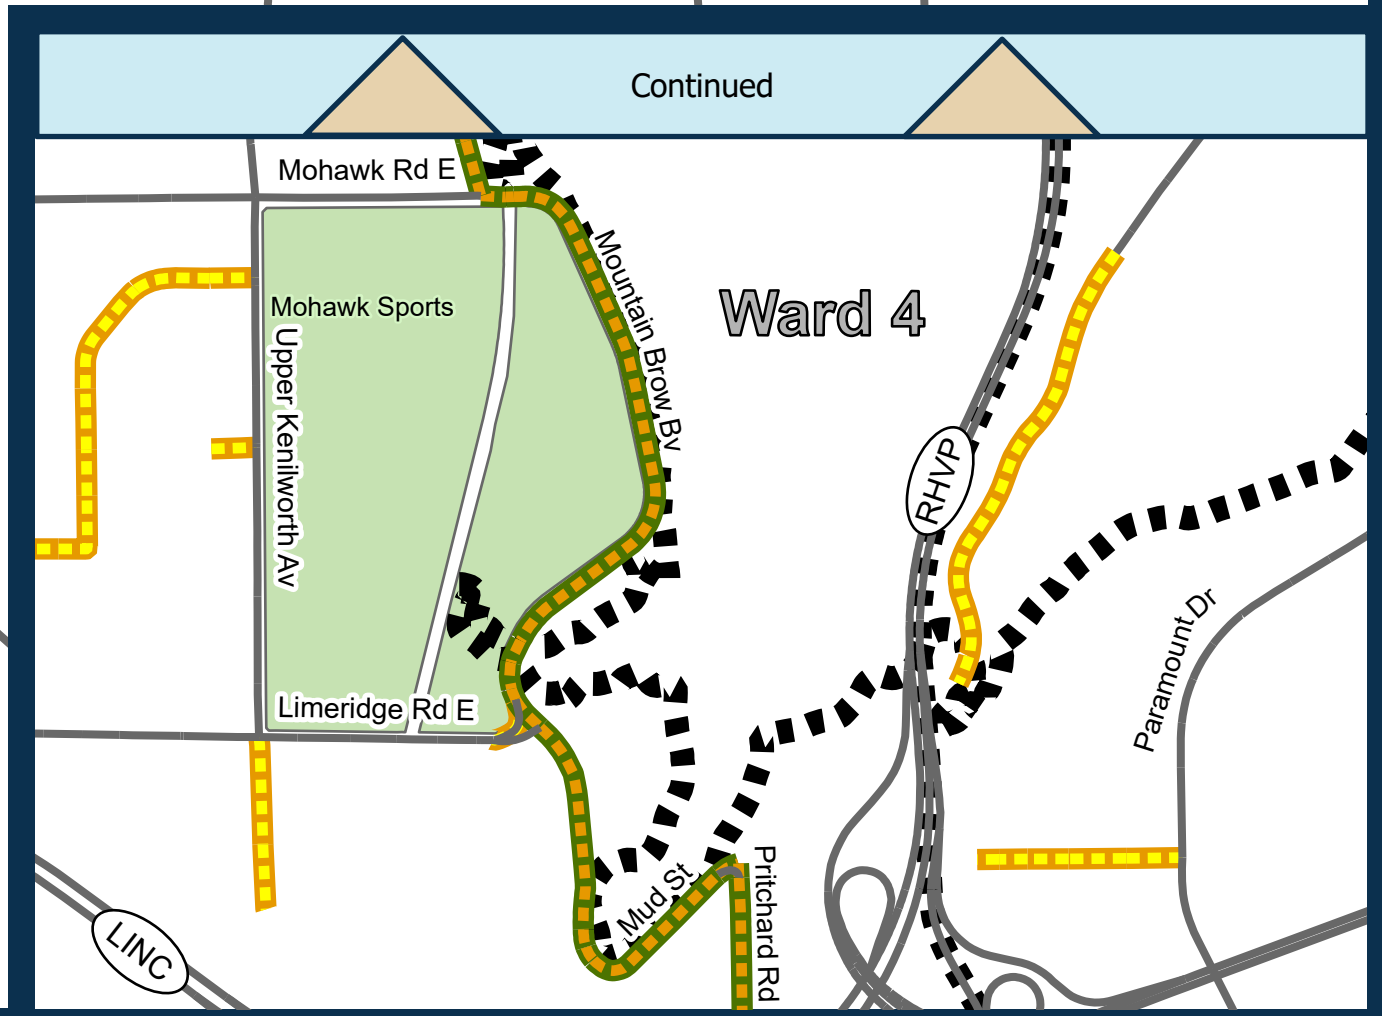 Continued
Mohawk Rd E
Mountain Brow Bv
Mohawk Sports
Ward 4
Upper Kenilworth Av
RHVP
Paramount Dr
Limeridge Rd E
Mud St
Pritchard Rd
LINC